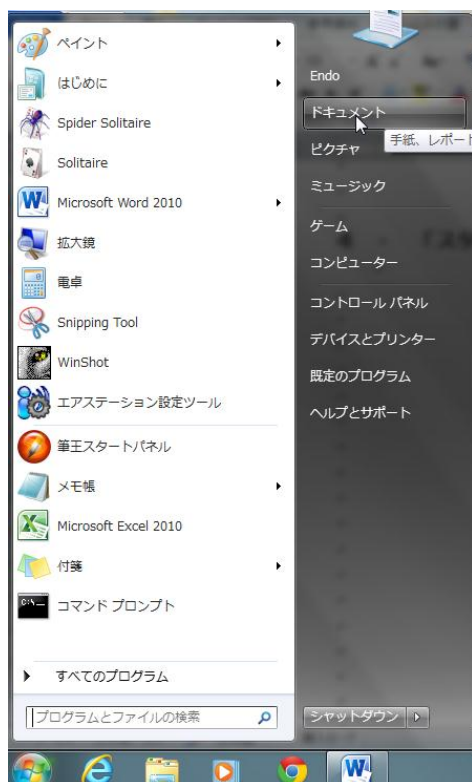 ペイント
はじめに
Spider Solitaire
Solitaire
Microsoft Word 2010
拡大鏡
電卓
Snipping Tool
WinShot
エアステーション設定ツール
筆王スタートパネル
メモ帳
Microsoft Excel 2010
付箋
コマンド プロンプト
すべてのプログラム
プログラムとファイルの検索
Endo
ドキュメント
手紙、レポート
ピクチャ
ミュージック
ゲーム
コンピューター
コントロール パネル
デバイスとプリンター
既定のプログラム
ヘルプとサポート
シャットダウン